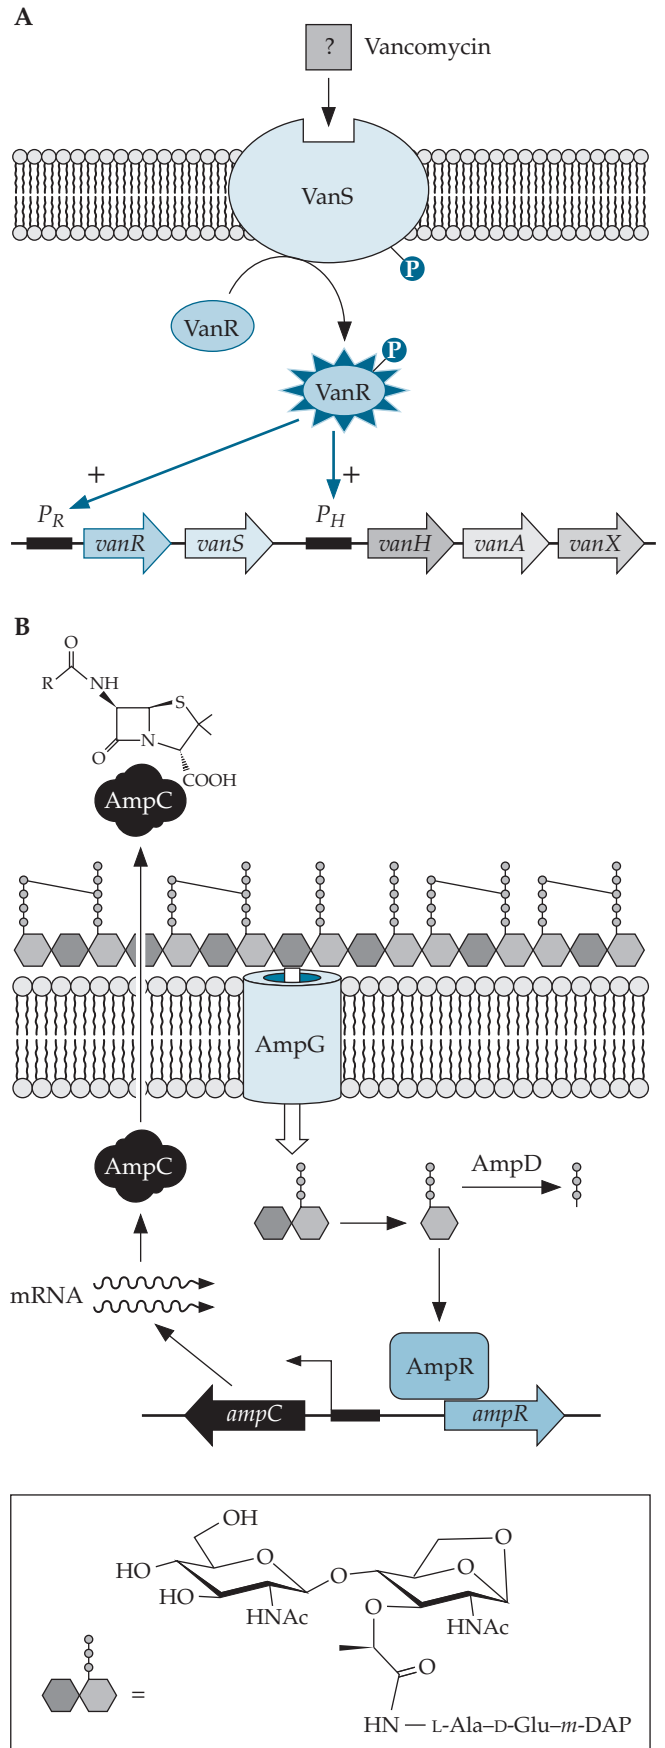 A
? Vancomycin
VanS
P
VanR
P
VanR
+
+
P_R
P_H
vanR
vanS
vanH
vanA
vanX
B
O
R
NH
S
O
N
COOH
AmpC
AmpG
AmpC
AmpD
mRNA
AmpR
ampC
ampR
OH
O
HO
O
O
O
HO
HNAc
O
HNAc
O
=
HN — L-Ala–D-Glu–m-DAP